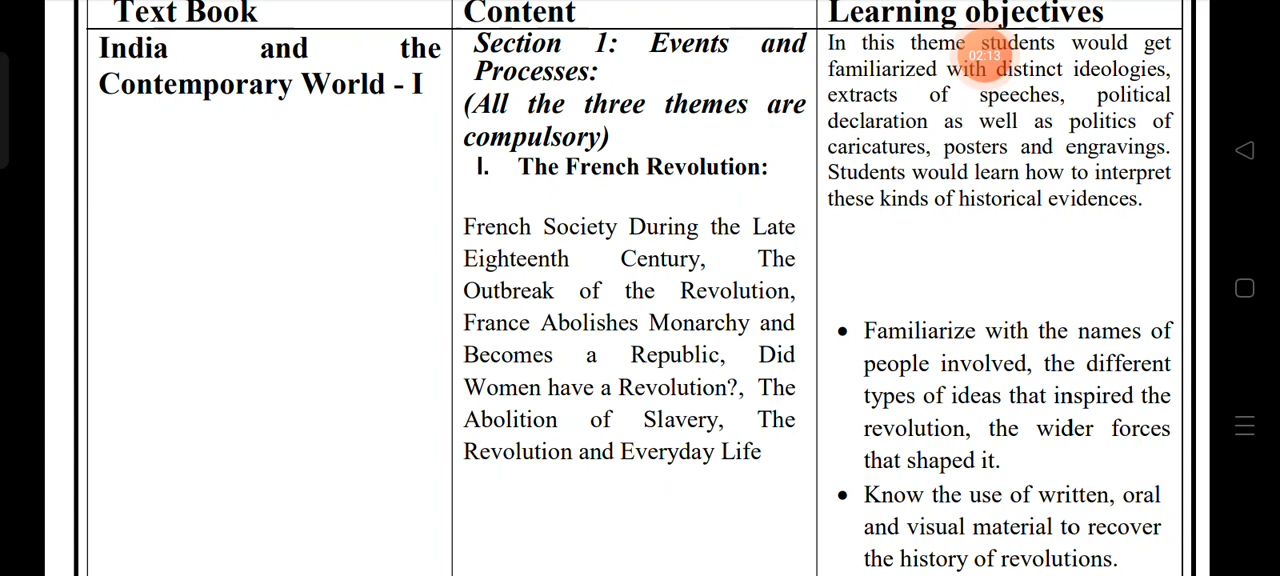 Text Book
India and the
Contemporary World - I
Content
Section 1: Events and
Processes:
(All the three themes are
compulsory)
I. The French Revolution:
French Society During the Late
Eighteenth Century, The
Outbreak of the Revolution,
France Abolishes Monarchy and
Becomes a Republic, Did
Women have a Revolution?, The
Abolition of Slavery, The
Revolution and Everyday Life
Learning objectives
In this theme students would get
02:13
familiarized with distinct ideologies,
extracts of speeches, political
declaration as well as politics of
caricatures, posters and engravings.
Students would learn how to interpret
these kinds of historical evidences.
• Familiarize with the names of
people involved, the different
types of ideas that inspired the
revolution, the wider forces
that shaped it.
• Know the use of written, oral
and visual material to recover
the history of revolutions.